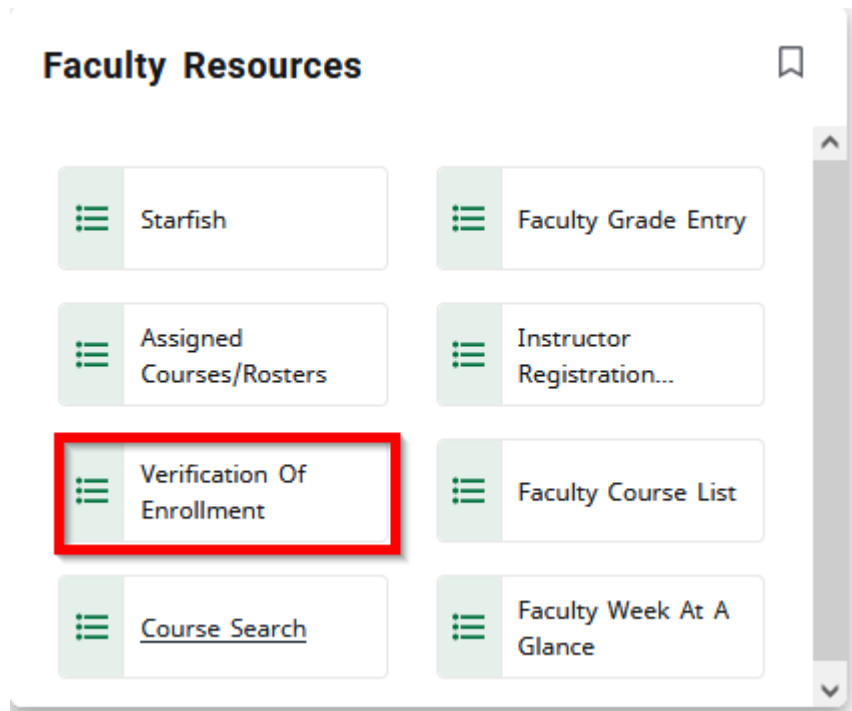 Faculty Resources
Starfish
Faculty Grade Entry
Assigned
Courses/Rosters
Instructor
Registration...
Verification Of
Enrollment
Faculty Course List
Course Search
Faculty Week At A
Glance